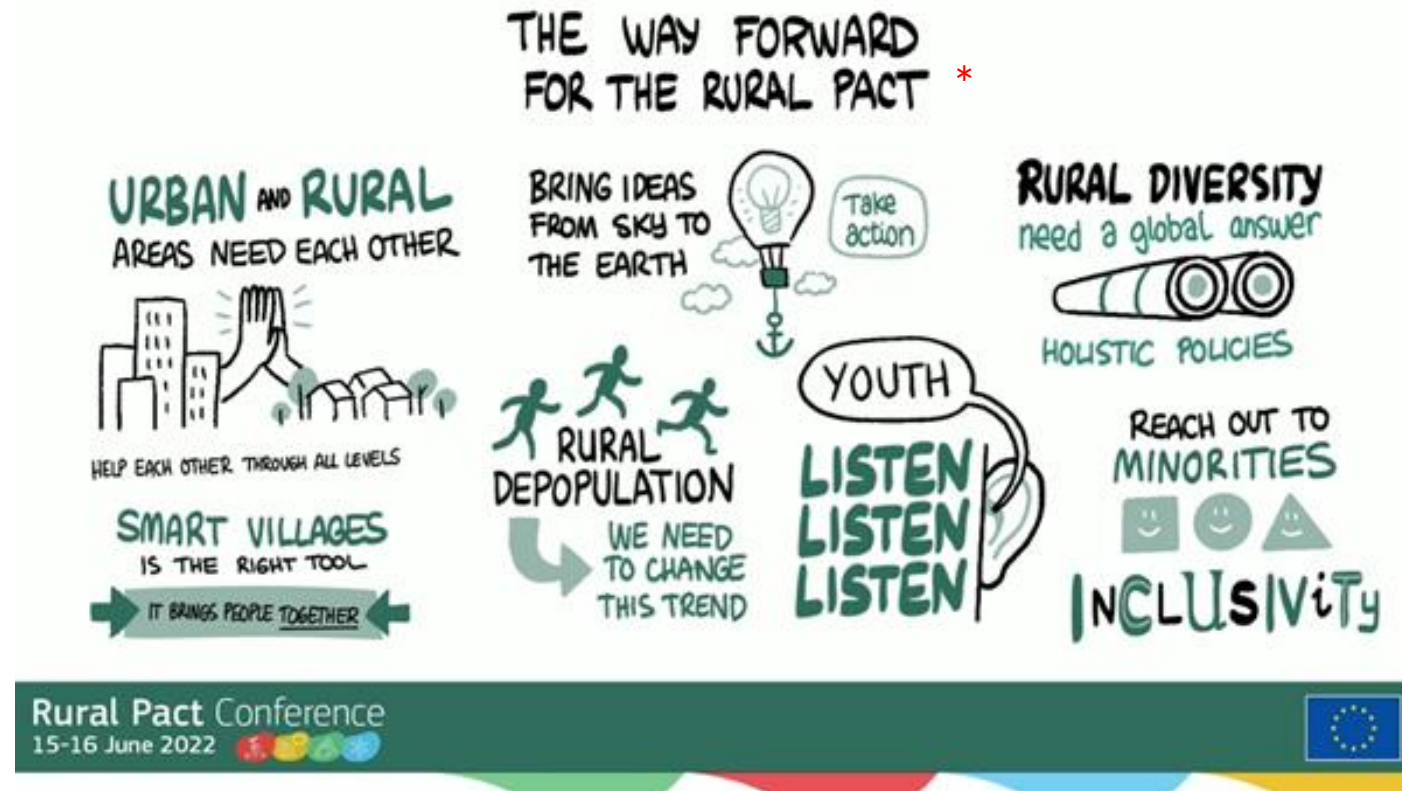 THE WAY FORWARD
FOR THE RURAL PACT *
URBAN AND RURAL
AREAS NEED EACH OTHER
HELP EACH OTHER THROUGH ALL LEVELS
SMART VILLAGES
IS THE RIGHT TOOL
IT BRINGS PEOPLE TOGETHER
BRING IDEAS
FROM SKY TO
THE EARTH
Take
action
RURAL
DEPOPULATION
WE NEED
TO CHANGE
THIS TREND
YOUTH
LISTEN
LISTEN
LISTEN
RURAL DIVERSITY
need a global answer
HOLISTIC POLICIES
REACH OUT TO
MINORITIES
INCLUSIViTy
Rural Pact Conference
15-16 June 2022